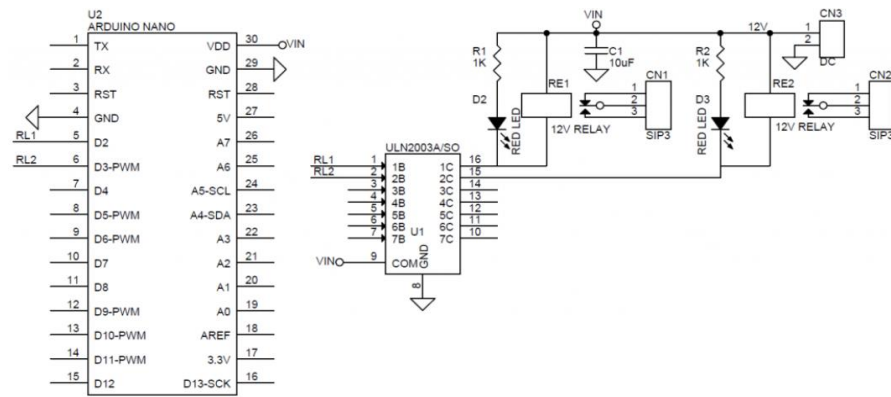 U2
ARDUINO NANO
1 TX VDD 30 VIN
2 RX GND 29
3 RST RST 28
4 GND 5V 27
RL1 5 D2 A7 26
RL2 6 D3-PWM A6 25
7 D4 A5-SCL 24
8 D5-PWM A4-SDA 23
9 D6-PWM A3 22
10 D7 A2 21
11 D8 A1 20
12 D9-PWM A0 19
13 D10-PWM AREF 18
14 D11-PWM 3.3V 17
15 D12 D13-SCK 16
VIN
12V
CN3
1
2
DC
R1
1K
C1
10uF
R2
1K
D2
RED LED
RE1
12V RELAY
CN1
1
2
3
SIP3
D3
RED LED
RE2
12V RELAY
CN2
1
2
3
SIP3
ULN2003A/SO
RL1 1 1B 1C 16
RL2 2 2B 2C 15
3 3B 3C 14
4 4B 4C 13
5 5B 5C 12
6 6B 6C 11
7 7B U1 7C 10
VIN 9 COM GND
8